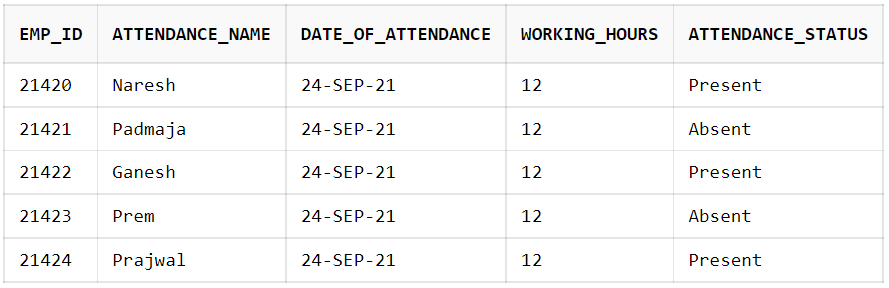 EMP_ID ATTENDANCE_NAME DATE_OF_ATTENDANCE WORKING_HOURS ATTENDANCE_STATUS
21420 Naresh 24-SEP-21 12 Present
21421 Padmaja 24-SEP-21 12 Absent
21422 Ganesh 24-SEP-21 12 Present
21423 Prem 24-SEP-21 12 Absent
21424 Prajwal 24-SEP-21 12 Present